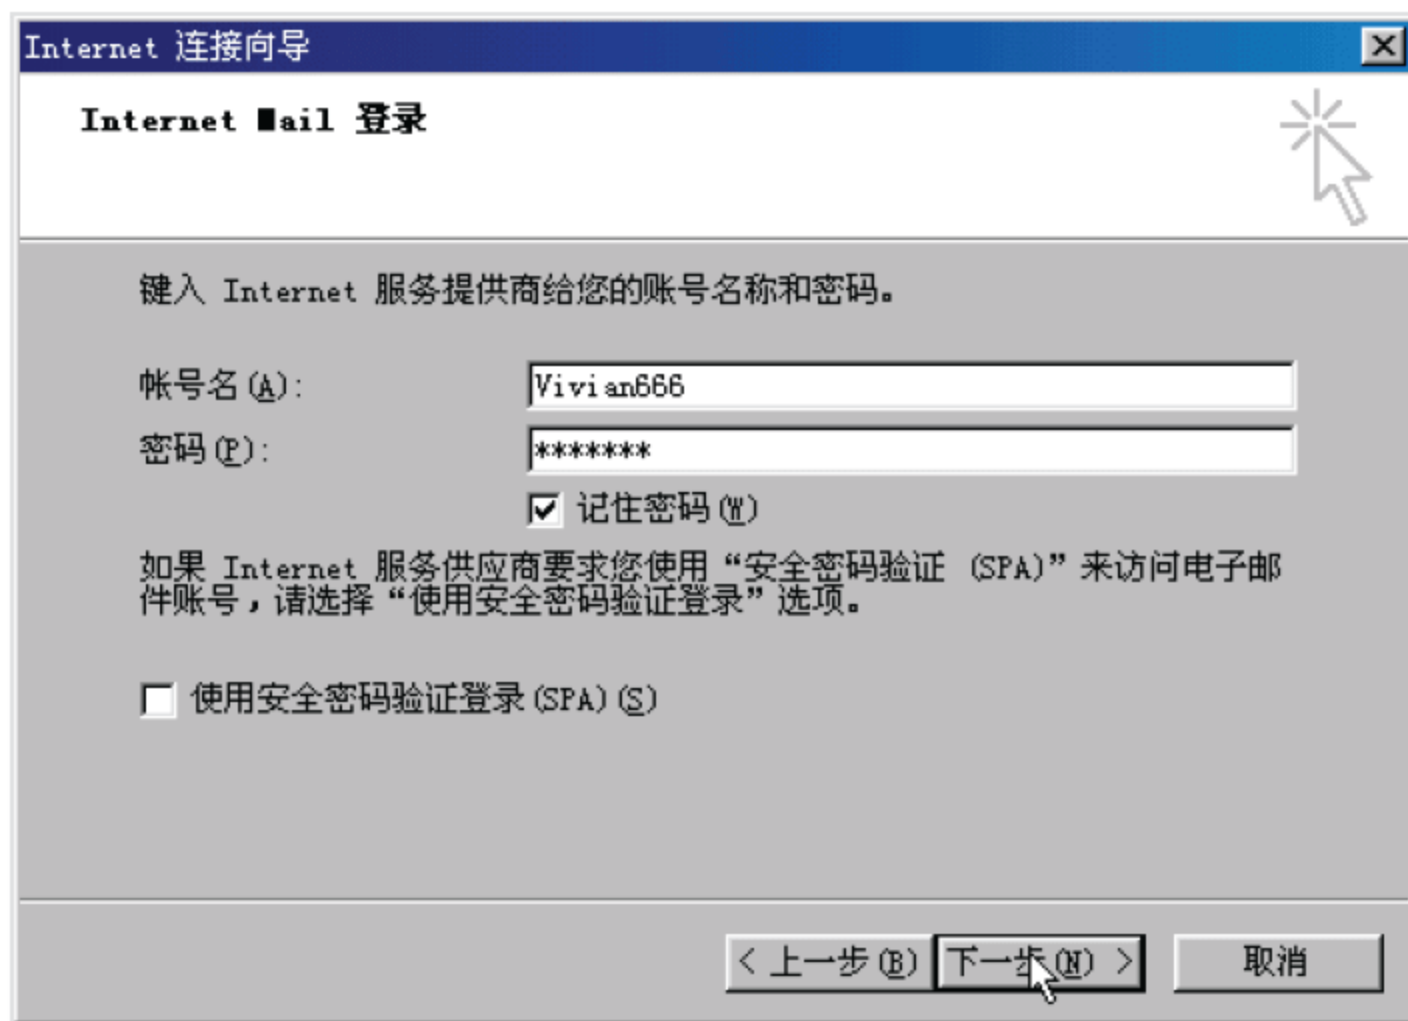 Internet 连接向导
Internet Mail 登录
键入 Internet 服务提供商给您的账号名称和密码。
帐号名(A):
Vivian666
密码(P):
*******
记住密码(W)
如果 Internet 服务供应商要求您使用“安全密码验证 (SPA)”来访问电子邮
件账号，请选择“使用安全密码验证登录”选项。
使用安全密码验证登录(SPA)(S)
< 上一步(B) 下一步(N) > 取消